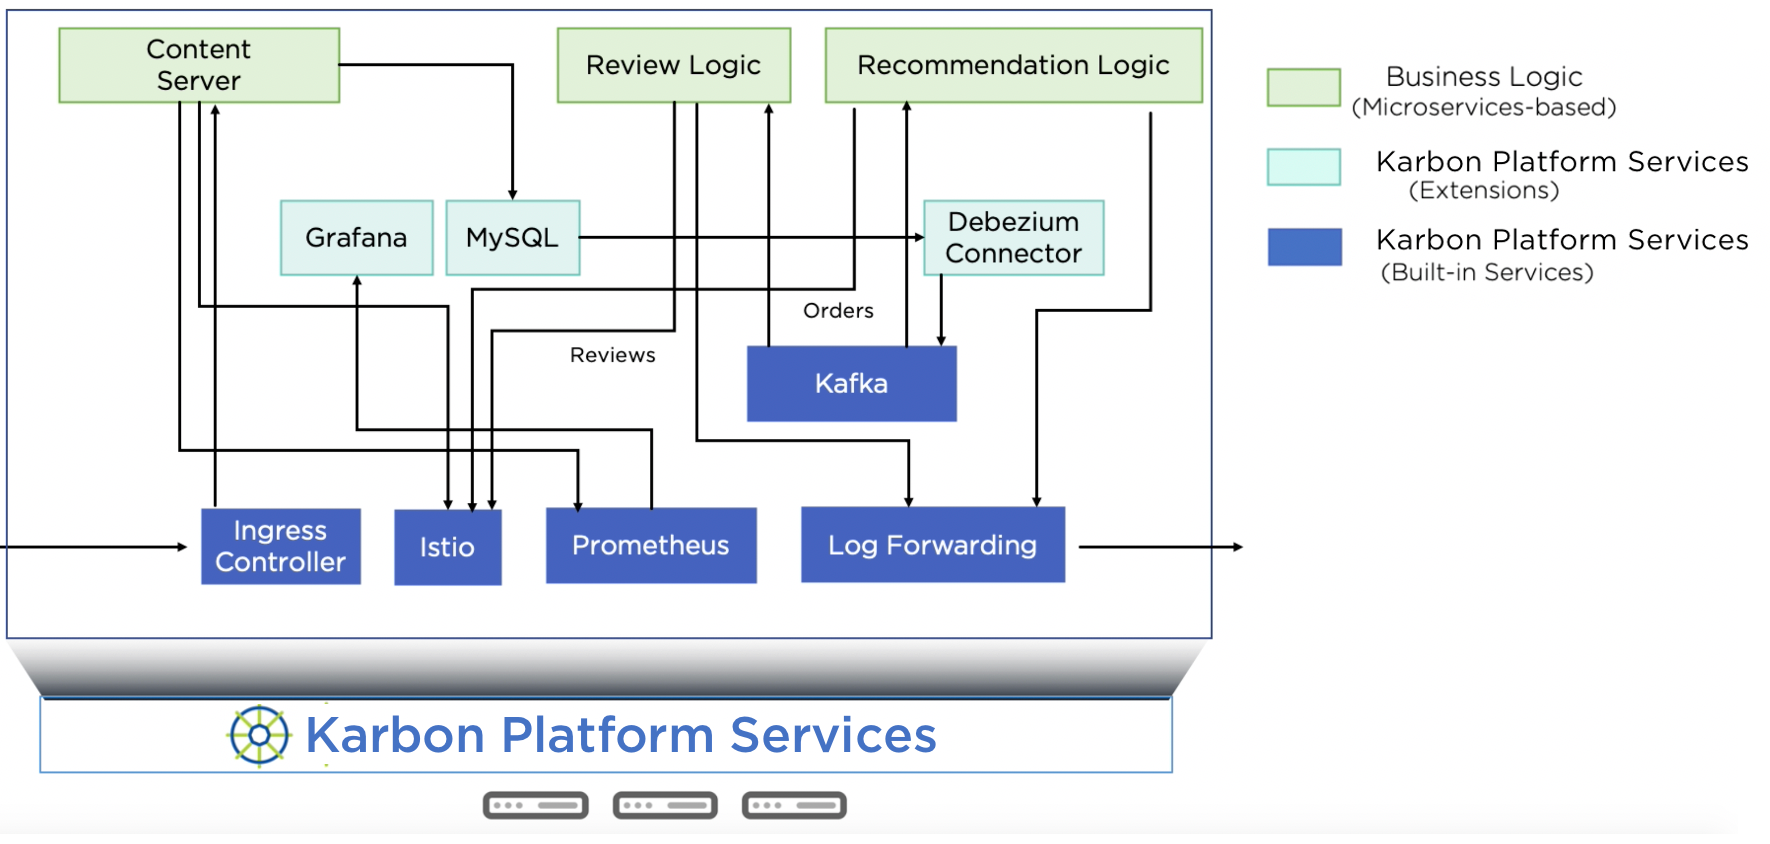 Content
Server
Review Logic
Recommendation Logic
Grafana
MySQL
Debezium
Connector
Orders
Reviews
Kafka
Ingress
Controller
Istio
Prometheus
Log Forwarding
Business Logic
(Microservices-based)
Karbon Platform Services
(Extensions)
Karbon Platform Services
(Built-in Services)
Karbon Platform Services